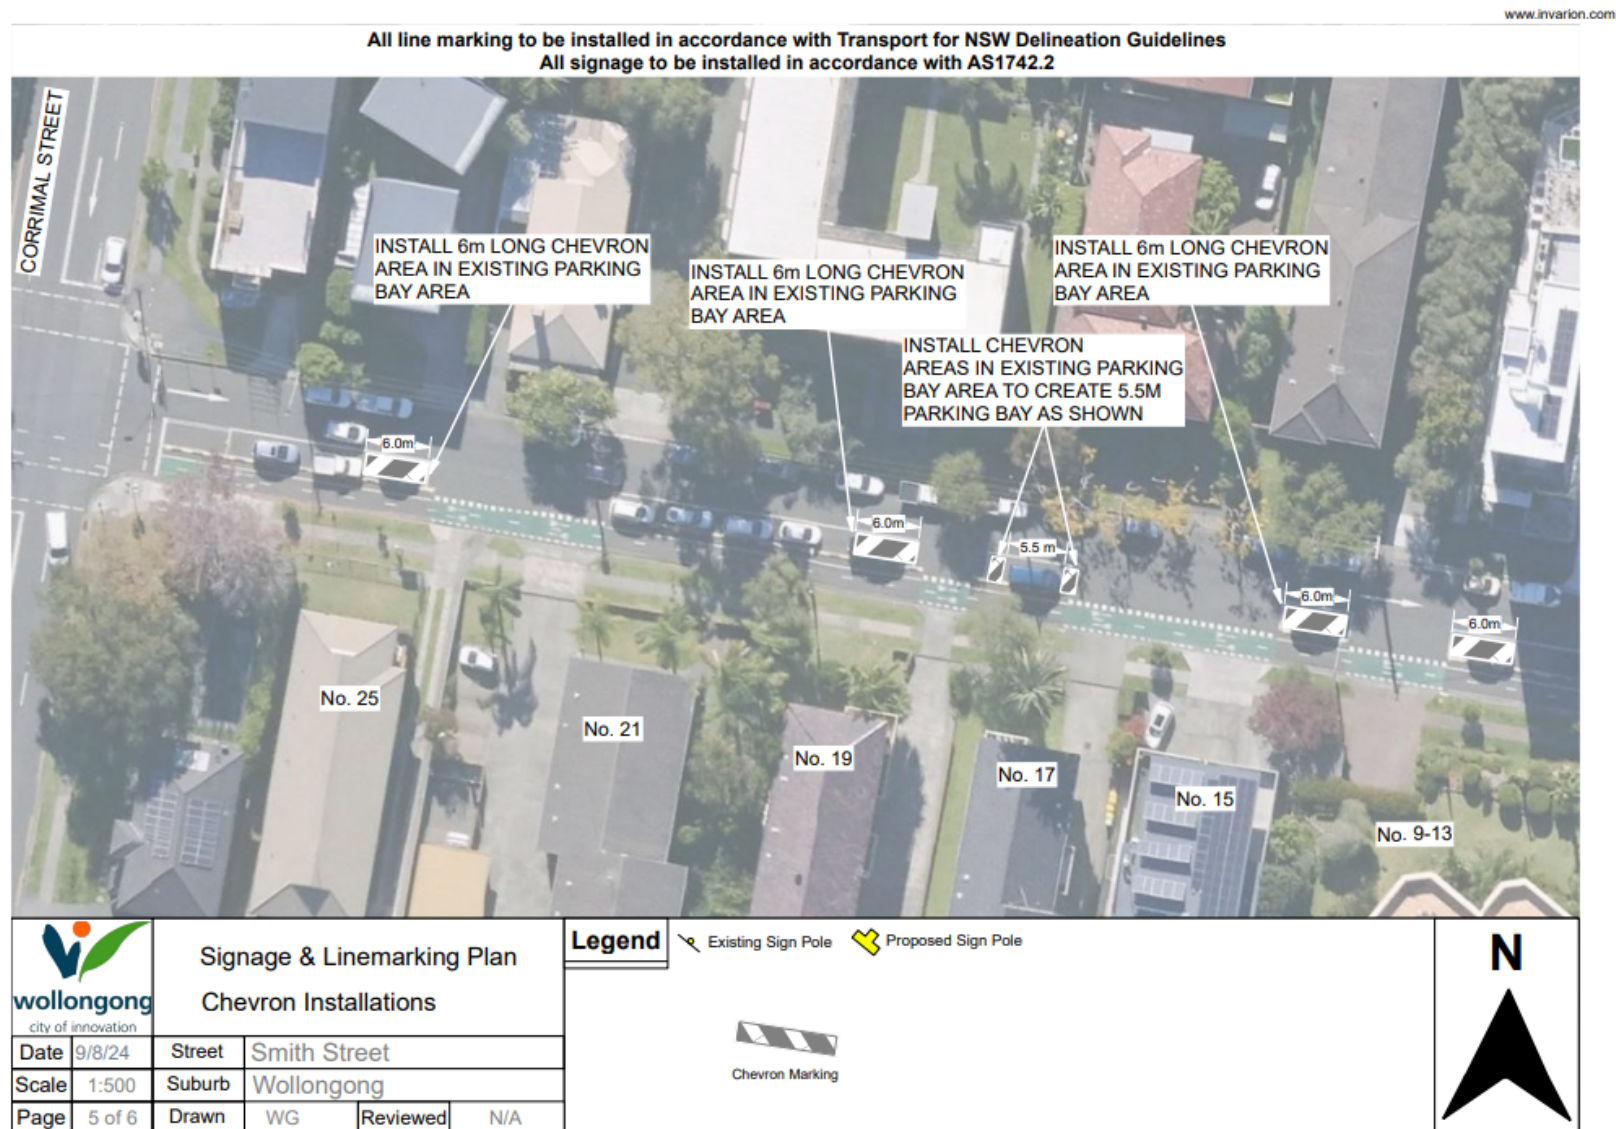 www.invarion.com
All line marking to be installed in accordance with Transport for NSW Delineation Guidelines
All signage to be installed in accordance with AS1742.2
CORRIMAL STREET
INSTALL 6m LONG CHEVRON
AREA IN EXISTING PARKING
BAY AREA
INSTALL 6m LONG CHEVRON
AREA IN EXISTING PARKING
BAY AREA
INSTALL 6m LONG CHEVRON
AREA IN EXISTING PARKING
BAY AREA
INSTALL CHEVRON
AREAS IN EXISTING PARKING
BAY AREA TO CREATE 5.5M
PARKING BAY AS SHOWN
6.0m
6.0m
5.5 m
6.0m
6.0m
No. 25
No. 21
No. 19
No. 17
No. 15
No. 9-13
wollongong
city of innovation
Signage & Linemarking Plan
Chevron Installations
Date 9/8/24 Street Smith Street
Scale 1:500 Suburb Wollongong
Page 5 of 6 Drawn WG Reviewed N/A
Legend
Existing Sign Pole
Proposed Sign Pole
Chevron Marking
N